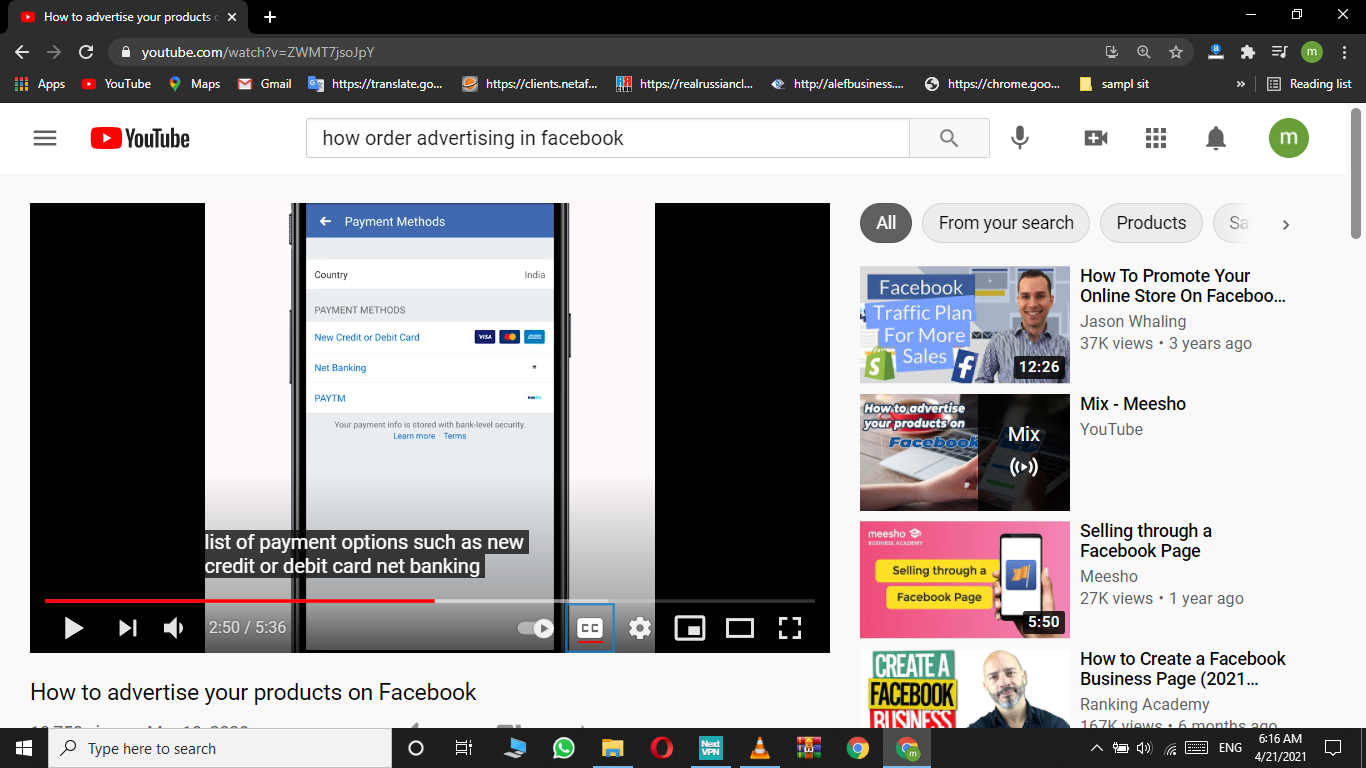 How to advertise your products o
youtube.com/watch?v=ZWMT7jsoJpY
m
Apps
YouTube
Maps
Gmail
https://translate.go...
https://clients.netaf...
https://realrussiancl...
http://alefbusiness....
https://chrome.goo...
sampl sit
»
Reading list
YouTube
how order advertising in facebook
m
Payment Methods
Country
India
PAYMENT METHODS
New Credit or Debit Card
VISA
Net Banking
PAYTM
Your payment info is stored with bank-level security.
Learn more · Terms
list of payment options such as new
credit or debit card net banking
2:50 / 5:36
CC
How to advertise your products on Facebook
All
From your search
Products
Sa
Facebook
Traffic Plan
For More
Sales
12:26
How To Promote Your
Online Store On Faceboo...
Jason Whaling
37K views • 3 years ago
How to advertise
your products on
Facebook
Mix
Mix - Meesho
YouTube
meesho
BUSINESS ACADEMY
Selling through a
Facebook Page
5:50
Selling through a
Facebook Page
Meesho
27K views • 1 year ago
CREATE A
FACEBOOK
BUSINESS
How to Create a Facebook
Business Page (2021...
Ranking Academy
167K views • 6 months ago
Type here to search
Next
VPN
ENG
6:16 AM
4/21/2021